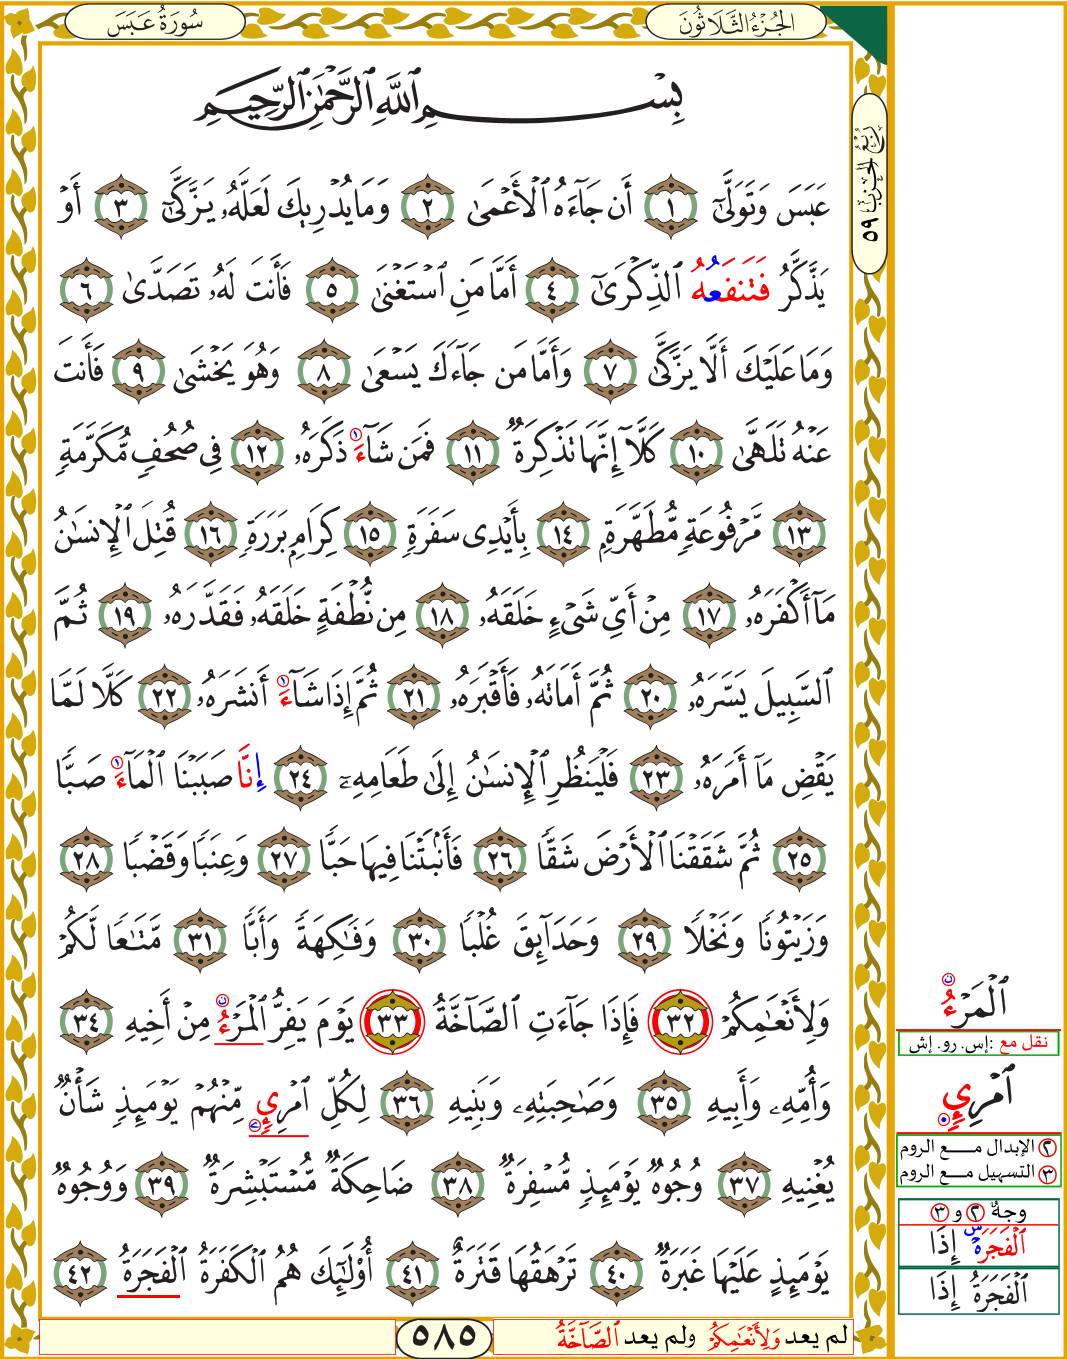 سُورَةُ عَبَسَ
الجُزْءُ الثَّلَاثُونَ
رُبْعُ الحِزْبِ ٥٩
بِسْمِ ٱللَّهِ ٱلرَّحْمَٰنِ ٱلرَّحِيمِ
عَبَسَ وَتَوَلَّىٰٓ ١ أَن جَآءَهُ ٱلْأَعْمَىٰ ٢ وَمَا يُدْرِيكَ لَعَلَّهُۥ يَزَّكَّىٰٓ ٣ أَوْ
يَذَّكَّرُ فَتَنفَعُهُ ٱلذِّكْرَىٰٓ ٤ أَمَّا مَنِ ٱسْتَغْنَىٰ ٥ فَأَنتَ لَهُۥ تَصَدَّىٰ ٦
وَمَا عَلَيْكَ أَلَّا يَزَّكَّىٰ ٧ وَأَمَّا مَن جَآءَكَ يَسْعَىٰ ٨ وَهُوَ يَخْشَىٰ ٩ فَأَنتَ
عَنْهُ تَلَهَّىٰ ١٠ كَلَّآ إِنَّهَا تَذْكِرَةٌ ١١ فَمَن شَآءَ ذَكَرَهُۥ ١٢ فِى صُحُفٍ مُّكَرَّمَةٍ
١٣ مَّرْفُوعَةٍ مُّطَهَّرَةٍۭ ١٤ بِأَيْدِى سَفَرَةٍ ١٥ كِرَامٍۭ بَرَرَةٍ ١٦ قُتِلَ ٱلْإِنسَٰنُ
مَآ أَكْفَرَهُۥ ١٧ مِنْ أَىِّ شَىْءٍ خَلَقَهُۥ ١٨ مِن نُّطْفَةٍ خَلَقَهُۥ فَقَدَّرَهُۥ ١٩ ثُمَّ
ٱلسَّبِيلَ يَسَّرَهُۥ ٢٠ ثُمَّ أَمَاتَهُۥ فَأَقْبَرَهُۥ ٢١ ثُمَّ إِذَا شَآءَ أَنشَرَهُۥ ٢٢ كَلَّا لَمَّا
يَقْضِ مَآ أَمَرَهُۥ ٢٣ فَلْيَنظُرِ ٱلْإِنسَٰنُ إِلَىٰ طَعَامِهِۦٓ ٢٤ إِنَّا صَبَبْنَا ٱلْمَآءَ صَبًّا
٢٥ ثُمَّ شَقَقْنَا ٱلْأَرْضَ شَقًّا ٢٦ فَأَنۢبَتْنَا فِيهَا حَبًّا ٢٧ وَعِنَبًا وَقَضْبًا ٢٨
وَزَيْتُونًا وَنَخْلًا ٢٩ وَحَدَآئِقَ غُلْبًا ٣٠ وَفَٰكِهَةً وَأَبًّا ٣١ مَّتَٰعًا لَّكُمْ
وَلِأَنْعَٰمِكُمْ ٣٢ فَإِذَا جَآءَتِ ٱلصَّآخَّةُ ٣٣ يَوْمَ يَفِرُّ ٱلْمَرْءُ مِنْ أَخِيهِ ٣٤
وَأُمِّهِۦ وَأَبِيهِ ٣٥ وَصَٰحِبَتِهِۦ وَبَنِيهِ ٣٦ لِكُلِّ ٱمْرِيٍٕ مِّنْهُمْ يَوْمَئِذٍ شَأْنٌ
يُغْنِيهِ ٣٧ وُجُوهٌ يَوْمَئِذٍ مُّسْفِرَةٌ ٣٨ ضَاحِكَةٌ مُّسْتَبْشِرَةٌ ٣٩ وَوُجُوهٌ
يَوْمَئِذٍ عَلَيْهَا غَبَرَةٌ ٤٠ تَرْهَقُهَا قَتَرَةٌ ٤١ أُو۟لَٰٓئِكَ هُمُ ٱلْكَفَرَةُ ٱلْفَجَرَةُ ٤٢
ٱلْمَرْءُ
نقل مع :إس. رو. إش
ٱمْرِيٍٕ
٢ الإبدال مـع الروم
٣ التسهيل مـع الروم
وجهٌ ٢ و ٣
ٱلْفَجَرَةُ س إِذَا
ٱلْفَجَرَةُ إِذَا
لم يعد وَلِأَنْعَٰمِكُمْ ولم يعد ٱلصَّآخَّةُ
٥٨٥